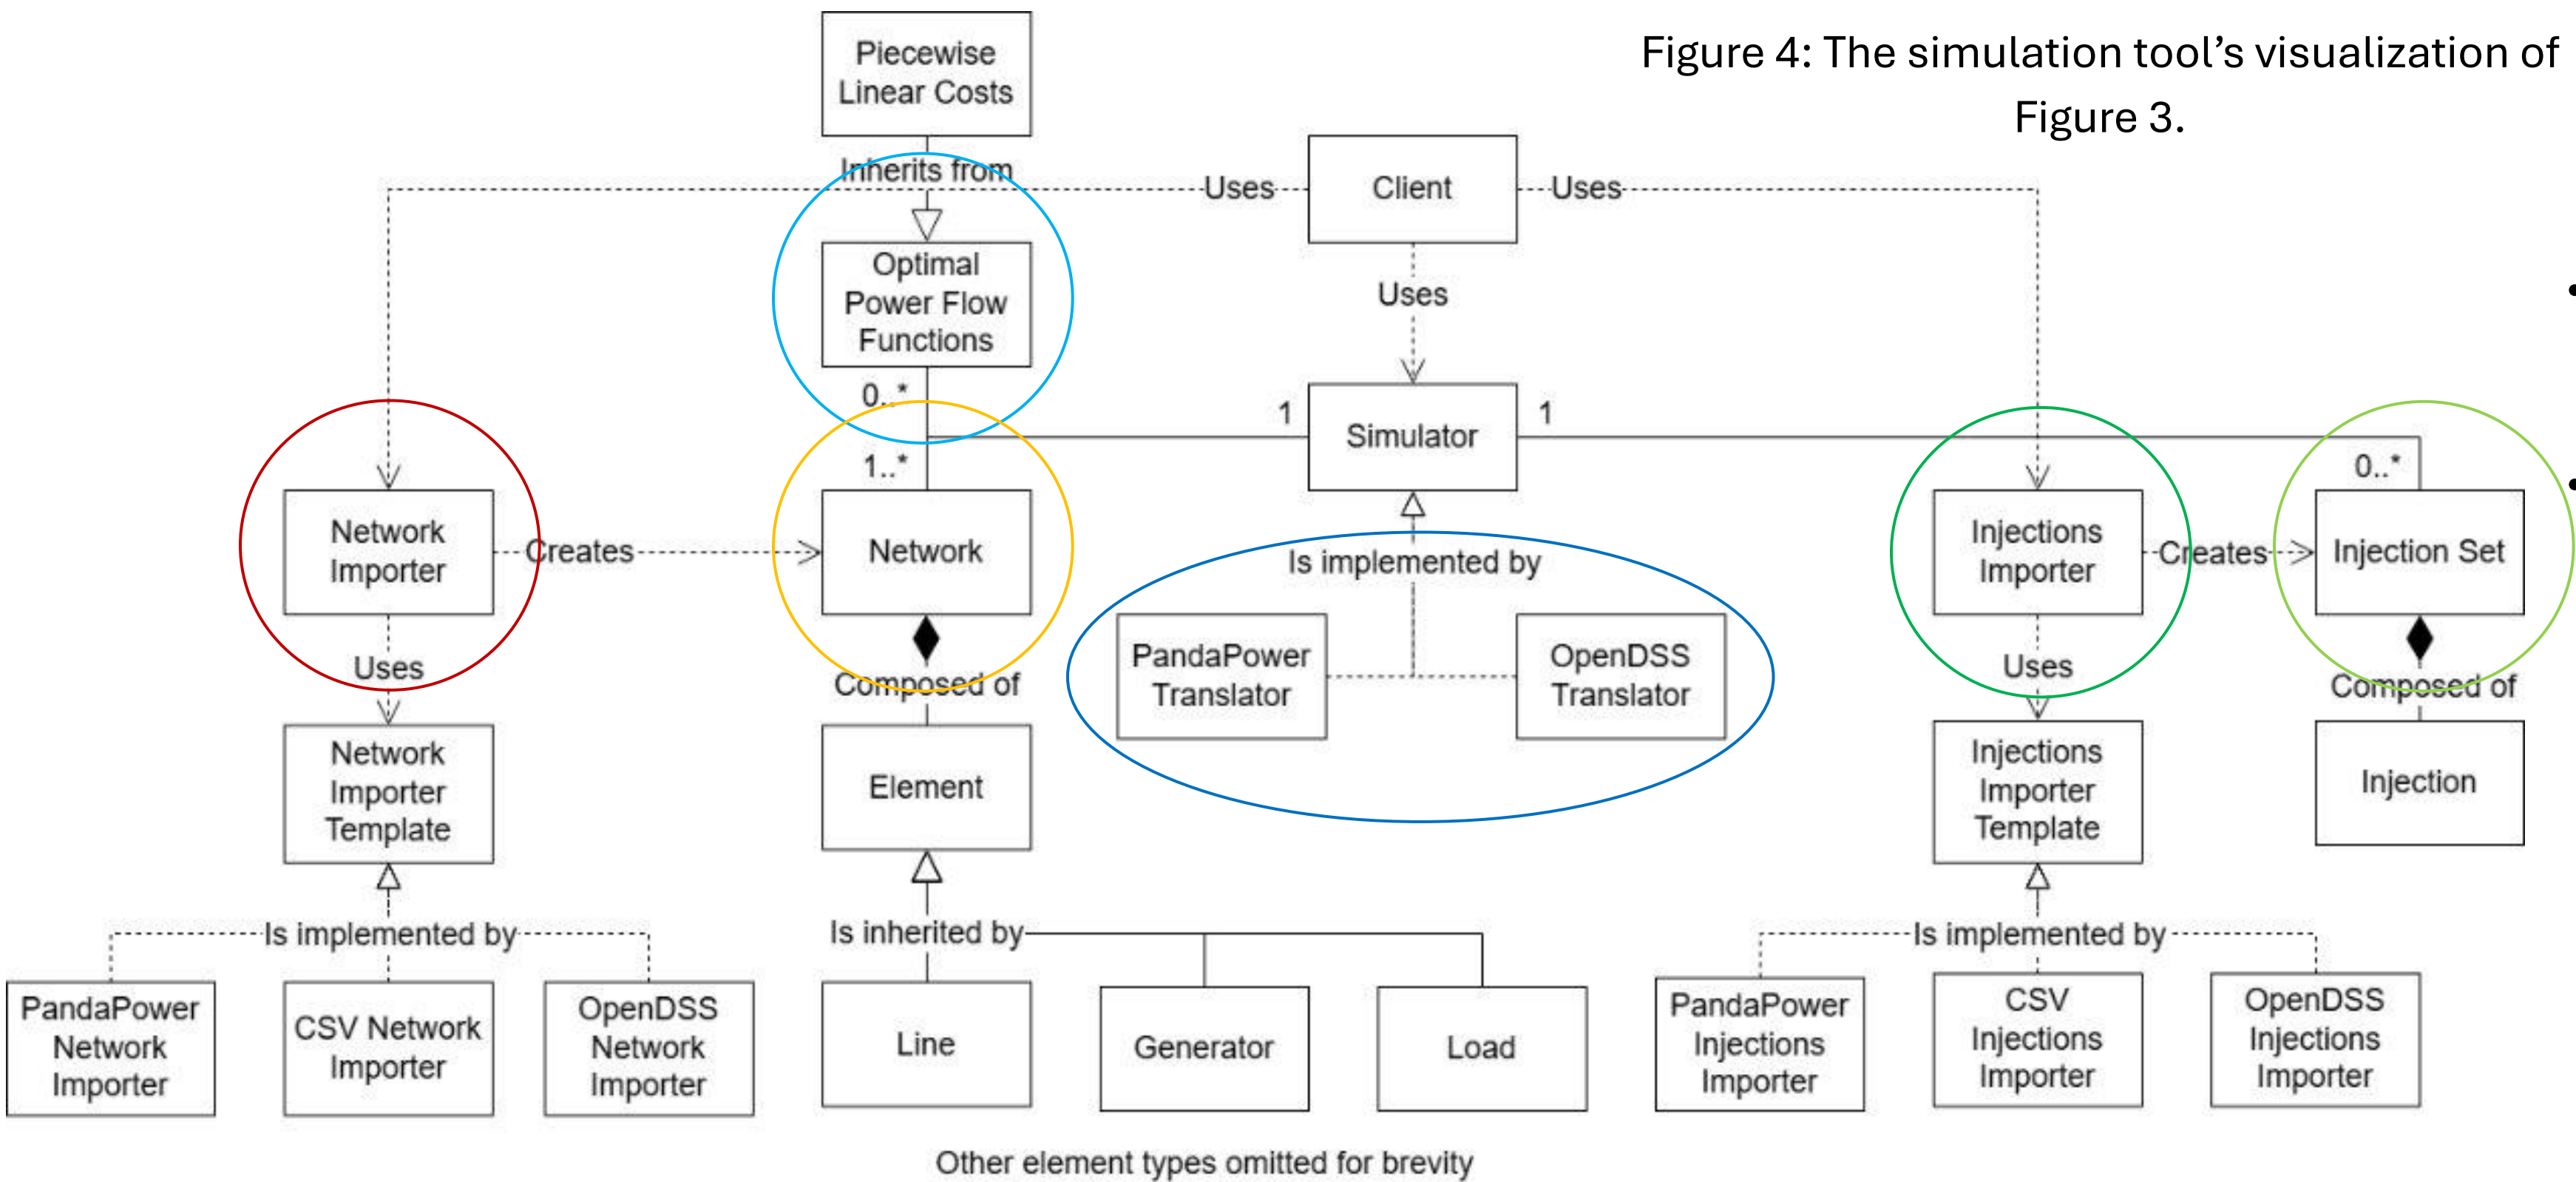 Piecewise
Linear Costs
Figure 4: The simulation tool’s visualization of
Figure 3.
Inherits from
Uses
Client
Uses
Optimal
Power Flow
Functions
Uses
0..*
1
Simulator
1
1..*
0..*
Network
Importer
Creates
Network
Is implemented by
Injections
Importer
Creates
Injection Set
Uses
Composed of
PandaPower
Translator
OpenDSS
Translator
Uses
Composed of
Network
Importer
Template
Element
Injections
Importer
Template
Injection
Is implemented by
Is inherited by
Is implemented by
PandaPower
Network
Importer
CSV Network
Importer
OpenDSS
Network
Importer
Line
Generator
Load
PandaPower
Injections
Importer
CSV
Injections
Importer
OpenDSS
Injections
Importer
Other element types omitted for brevity